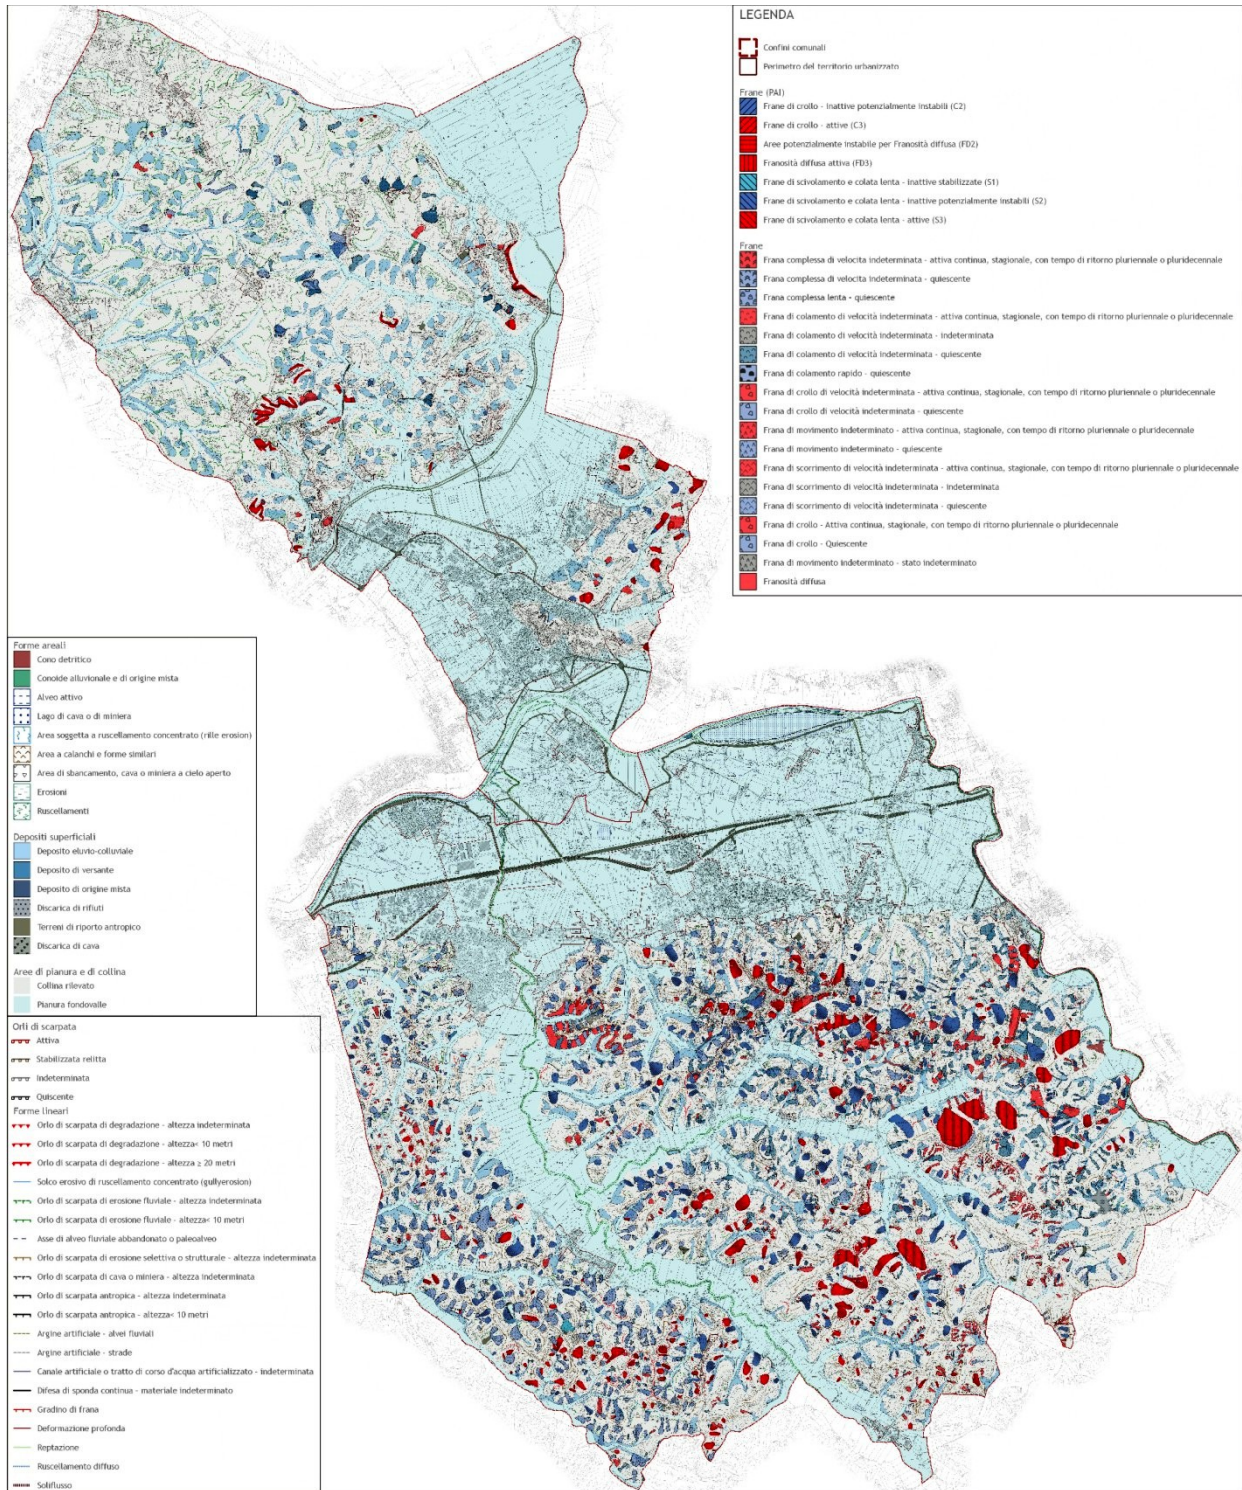 LEGENDA
Confini comunali
Perimetro del territorio urbanizzato
Frane (PAI)
Frane di crollo - inattive potenzialmente instabili (C2)
Frane di crollo - attive (C3)
Aree potenzialmente instabile per Franosità diffusa (FD2)
Franosità diffusa attiva (FD3)
Frane di scivolamento e colata lenta - inattive stabilizzate (S1)
Frane di scivolamento e colata lenta - inattive potenzialmente instabili (S2)
Frane di scivolamento e colata lenta - attive (S3)
Frane
Frana complessa di velocita indeterminata - attiva continua, stagionale, con tempo di ritorno pluriennale o pluridecennale
Frana complessa di velocita indeterminata - quiescente
Frana complessa lenta - quiescente
Frana di colamento di velocità indeterminata - attiva continua, stagionale, con tempo di ritorno pluriennale o pluridecennale
Frana di colamento di velocità indeterminata - indeterminata
Frana di colamento di velocità indeterminata - quiescente
Frana di colamento rapido - quiescente
Frana di crollo di velocità indeterminata - attiva continua, stagionale, con tempo di ritorno pluriennale o pluridecennale
Frana di crollo di velocità indeterminata - quiescente
Frana di movimento indeterminato - attiva continua, stagionale, con tempo di ritorno pluriennale o pluridecennale
Frana di movimento indeterminato - quiescente
Frana di scorrimento di velocità indeterminata - attiva continua, stagionale, con tempo di ritorno pluriennale o pluridecennale
Frana di scorrimento di velocità indeterminata - indeterminata
Frana di scorrimento di velocità indeterminata - quiescente
Frana di crollo - Attiva continua, stagionale, con tempo di ritorno pluriennale o pluridecennale
Frana di crollo - Quiescente
Frana di movimento indeterminato - stato indeterminato
Franosità diffusa
Forme areali
Cono detritico
Conoide alluvionale e di origine mista
Alveo attivo
Lago di cava o di miniera
Area soggetta a ruscellamento concentrato (rille erosion)
Area a calanchi e forme similari
Area di sbancamento, cava o miniera a cielo aperto
Erosioni
Ruscellamenti
Depositi superficiali
Deposito eluvio-colluviale
Deposito di versante
Deposito di origine mista
Discarica di rifiuti
Terreni di riporto antropico
Discarica di cava
Aree di pianura e di collina
Collina rilevato
Pianura fondovalle
Orli di scarpata
Attiva
Stabilizzata relitta
Indeterminata
Quiscente
Forme lineari
Orlo di scarpata di degradazione - altezza indeterminata
Orlo di scarpata di degradazione - altezza< 10 metri
Orlo di scarpata di degradazione - altezza ≥ 20 metri
Solco erosivo di ruscellamento concentrato (gullyerosion)
Orlo di scarpata di erosione fluviale - altezza indeterminata
Orlo di scarpata di erosione fluviale - altezza< 10 metri
Asse di alveo fluviale abbandonato o paleoalveo
Orlo di scarpata di erosione selettiva o strutturale - altezza indeterminata
Orlo di scarpata di cava o miniera - altezza indeterminata
Orlo di scarpata antropica - altezza indeterminata
Orlo di scarpata antropica - altezza< 10 metri
Argine artificiale - alvei fluviali
Argine artificiale - strade
Canale artificiale o tratto di corso d'acqua artificializzato - indeterminata
Difesa di sponda continua - materiale indeterminato
Gradino di frana
Deformazione profonda
Reptazione
Ruscellamento diffuso
Soliflusso